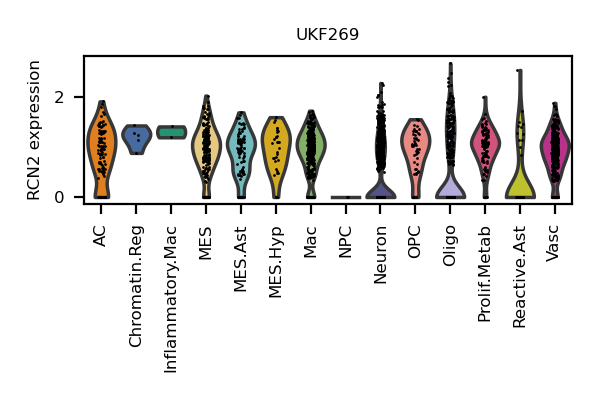 UKF269
RCN2 expression
2
0
AC
Chromatin.Reg
Inflammatory.Mac
MES
MES.Ast
MES.Hyp
Mac
NPC
Neuron
OPC
Oligo
Prolif.Metab
Reactive.Ast
Vasc